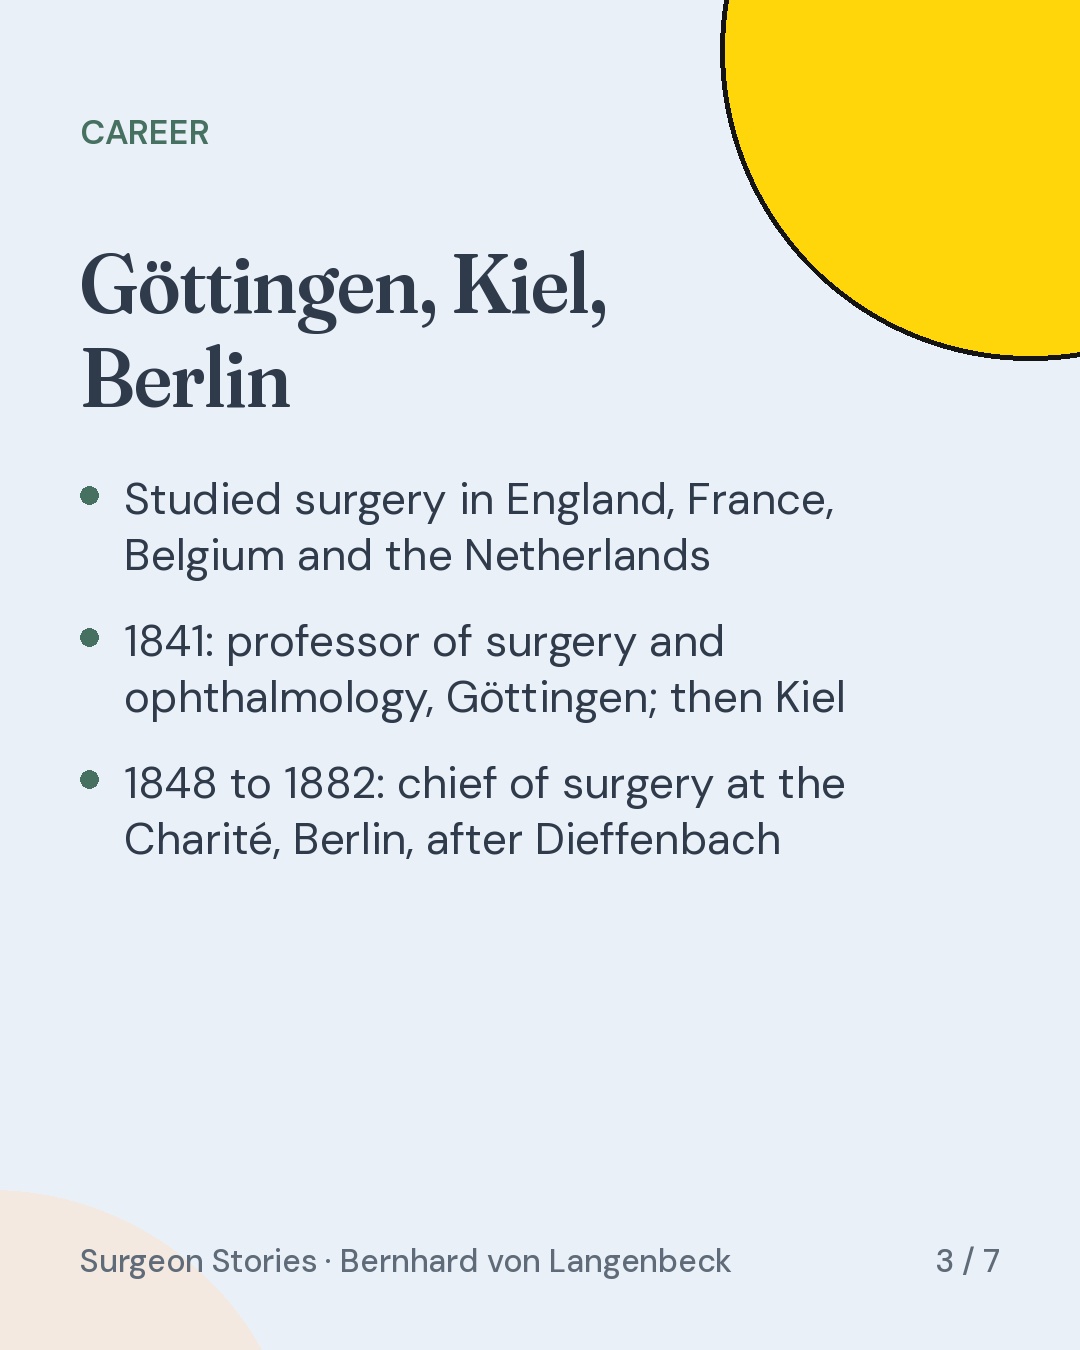 CAREER
Göttingen, Kiel,
Berlin
Studied surgery in England, France,
Belgium and the Netherlands
1841: professor of surgery and
ophthalmology, Göttingen; then Kiel
1848 to 1882: chief of surgery at the
Charité, Berlin, after Dieffenbach
Surgeon Stories · Bernhard von Langenbeck
3 / 7